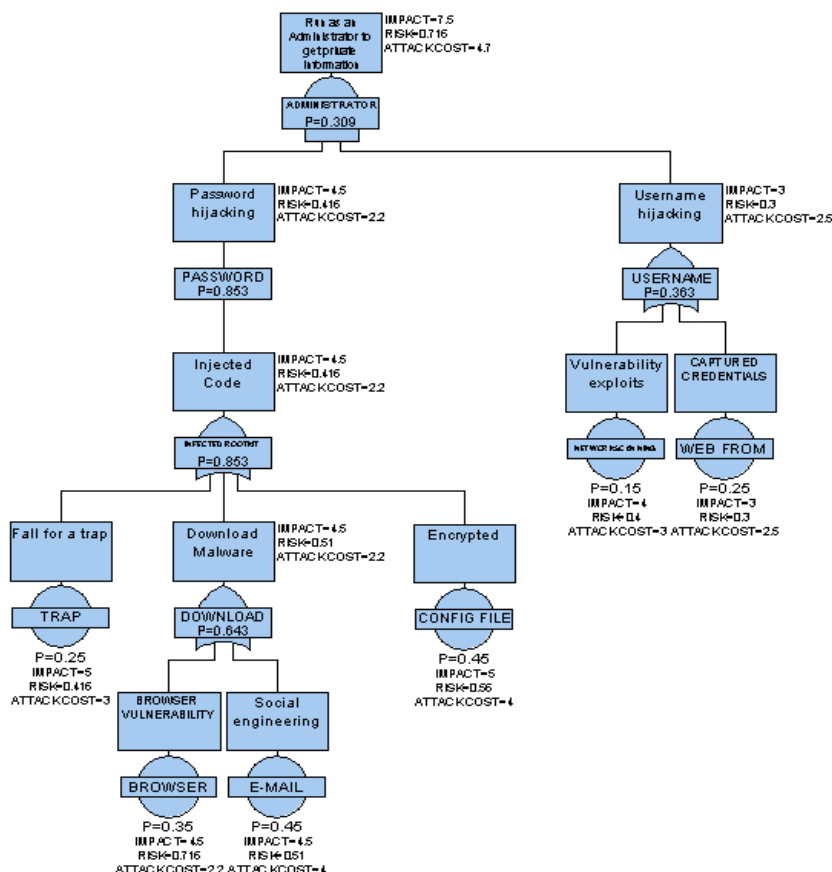 Run as an
Administrator to
get private
Information
IMPACT=7.5
RISK=0.716
ATTACKCOST=4.7
ADMINISTRATOR
P=0.309
Password
hijacking
IMPACT=4.5
RISK=0.416
ATTACKCOST=2.2
Username
hijacking
IMPACT=3
RISK=0.3
ATTACKCOST=2.5
PASSWORD
P=0.853
USERNAME
P=0.363
Injected
Code
IMPACT=4.5
RISK=0.416
ATTACKCOST=2.2
Vulnerability
exploits
CAPTURED
CREDENTIALS
INFECTED ROOTKIT
P=0.853
NETWORKSCANNING
WEB FROM
P=0.15
IMPACT=4
RISK=0.4
ATTACKCOST=3
P=0.25
IMPACT=3
RISK=0.3
ATTACKCOST=2.5
Fall for a trap
Download
Malware
IMPACT=4.5
RISK=0.51
ATTACKCOST=2.2
Encrypted
TRAP
P=0.25
IMPACT=5
RISK=0.416
ATTACKCOST=3
DOWNLOAD
P=0.643
CONFIG FILE
P=0.45
IMPACT=5
RISK=0.56
ATTACKCOST=4
BROWSER
VULNERABILITY
Social
engineering
BROWSER
E-MAIL
P=0.35
IMPACT=4.5
RISK=0.716
ATTACKCOST=2.2
P=0.45
IMPACT=4.5
RISK=0.51
ATTACKCOST=4